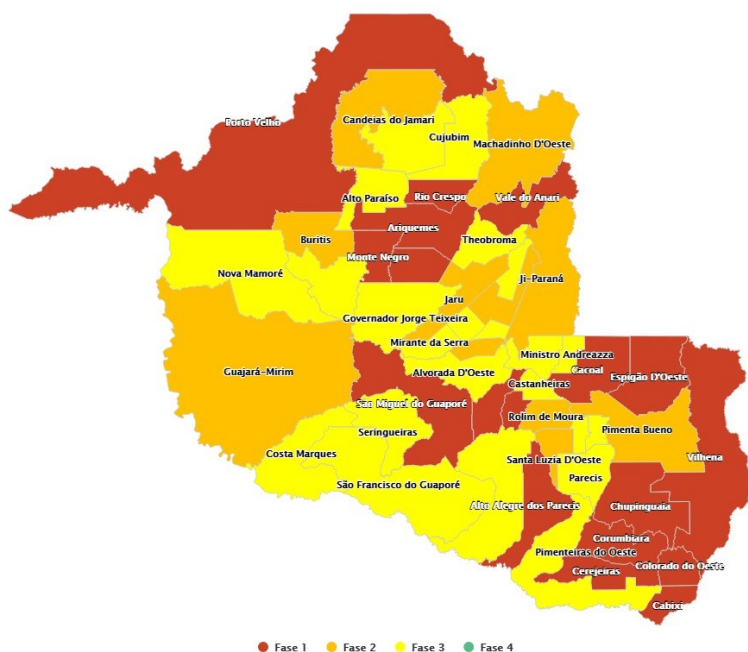 Porto Velho
Candeias do Jamari
Cujubim
Machadinho D'Oeste
Alto Paraíso
Rio Crespo
Vale do Anari
Ariquemes
Buritis
Theobroma
Monte Negro
Nova Mamoré
Ji-Paraná
Jaru
Governador Jorge Teixeira
Mirante da Serra
Ministro Andreazza
Guajará-Mirim
Alvorada D'Oeste
Cacoal
Espigão D'Oeste
Castanheiras
São Miguel do Guaporé
Rolim de Moura
Seringueiras
Pimenta Bueno
Costa Marques
Santa Luzia D'Oeste
Vilhena
Parecis
São Francisco do Guaporé
Alto Alegre dos Parecis
Chupinguaia
Corumbiara
Pimenteiras do Oeste
Colorado do Oeste
Cerejeiras
Cabixi
Fase 1 Fase 2 Fase 3 Fase 4